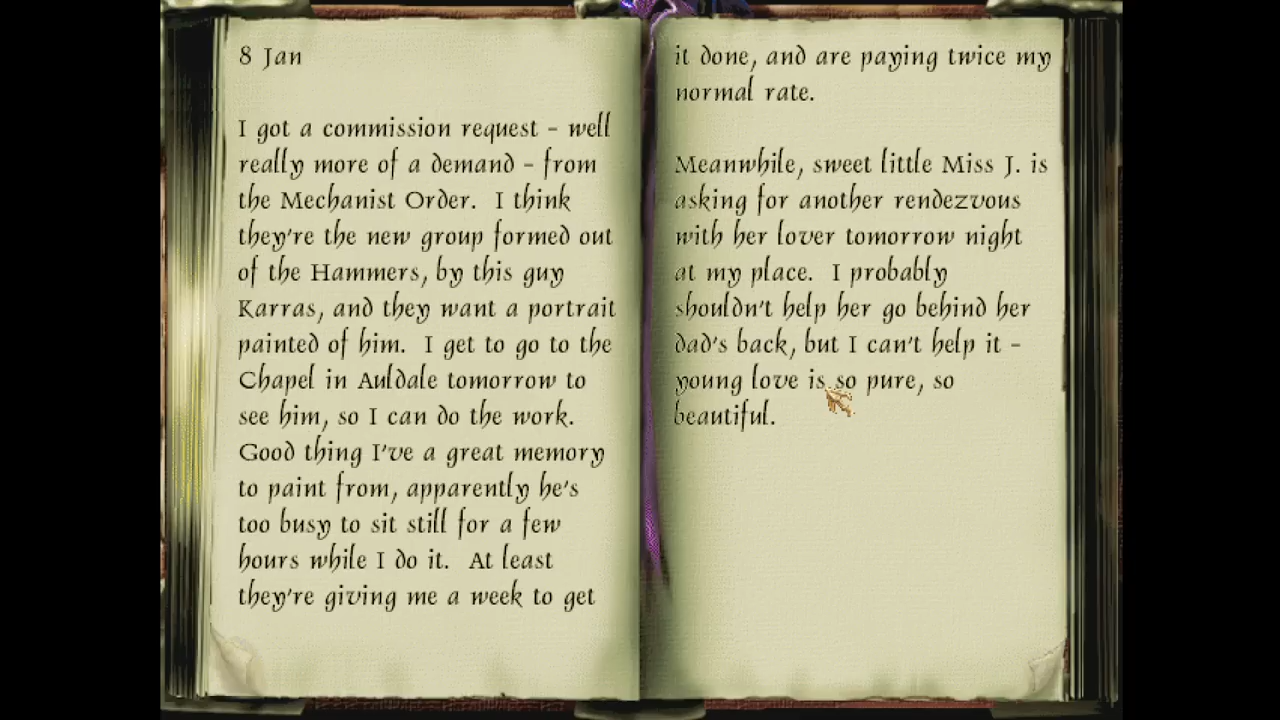 8 Jan
I got a commission request - well
really more of a demand - from
the Mechanist Order.  I think
they're the new group formed out
of the Hammers, by this guy
Karras, and they want a portrait
painted of him.  I get to go to the
Chapel in Auldale tomorrow to
see him, so I can do the work.
Good thing I've a great memory
to paint from, apparently he's
too busy to sit still for a few
hours while I do it.  At least
they're giving me a week to get
it done, and are paying twice my
normal rate.
Meanwhile, sweet little Miss J. is
asking for another rendezvous
with her lover tomorrow night
at my place.  I probably
shouldn't help her go behind her
dad's back, but I can't help it -
young love is so pure, so
beautiful.